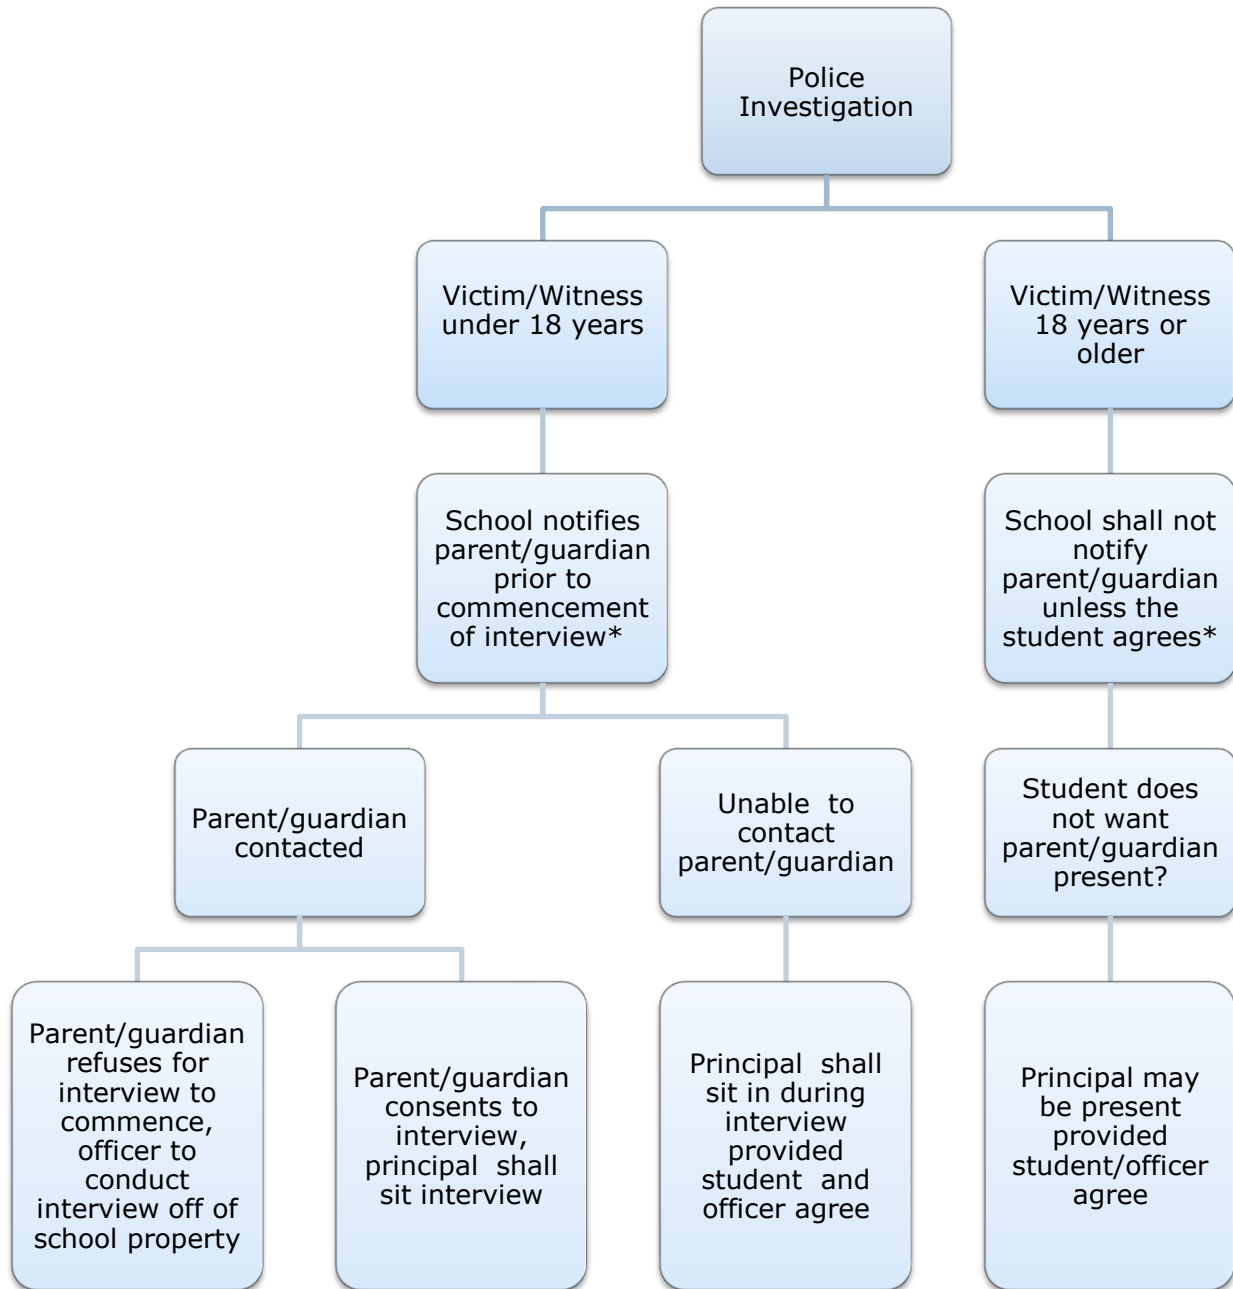 Police
Investigation
Victim/Witness
under 18 years
Victim/Witness
18 years or
older
School notifies
parent/guardian
prior to
commencement
of interview*
School shall not
notify
parent/guardian
unless the
student agrees*
Parent/guardian
contacted
Unable to
contact
parent/guardian
Student does
not want
parent/guardian
present?
Parent/guardian
refuses for
interview to
commence,
officer to
conduct
interview off of
school property
Parent/guardian
consents to
interview,
principal shall
sit interview
Principal shall
sit in during
interview
provided
student and
officer agree
Principal may
be present
provided
student/officer
agree